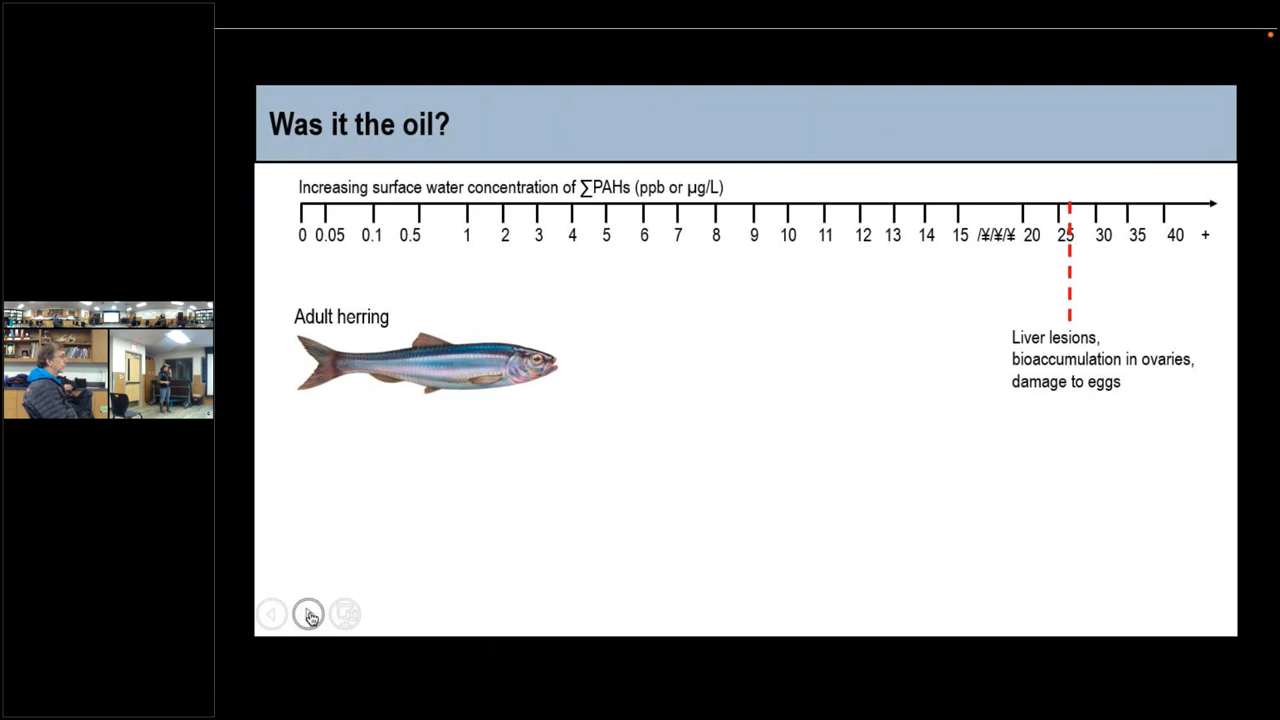 Was it the oil?
Increasing surface water concentration of ∑PAHs (ppb or µg/L)
0 0.05 0.1 0.5 1 2 3 4 5 6 7 8 9 10 11 12 13 14 15 /¥/¥/¥ 20 25 30 35 40 +
Adult herring
Liver lesions,
bioaccumulation in ovaries,
damage to eggs